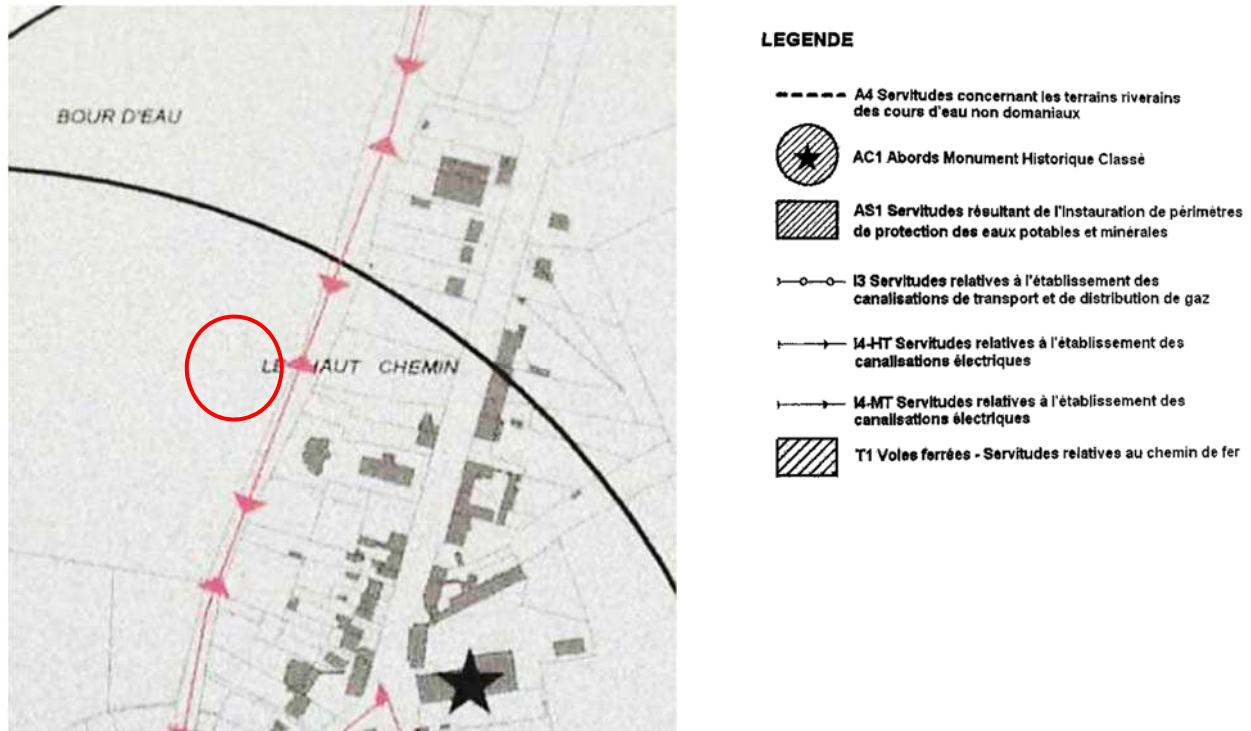 BOUR D'EAU
LE HAUT CHEMIN
LEGENDE
A4 Servitudes concernant les terrains riverains
des cours d'eau non domaniaux
AC1 Abords Monument Historique Classé
AS1 Servitudes résultant de l'Instauration de périmètres
de protection des eaux potables et minérales
I3 Servitudes relatives à l'établissement des
canalisations de transport et de distribution de gaz
I4-HT Servitudes relatives à l'établissement des
canalisations électriques
I4-MT Servitudes relatives à l'établissement des
canalisations électriques
T1 Voies ferrées - Servitudes relatives au chemin de fer